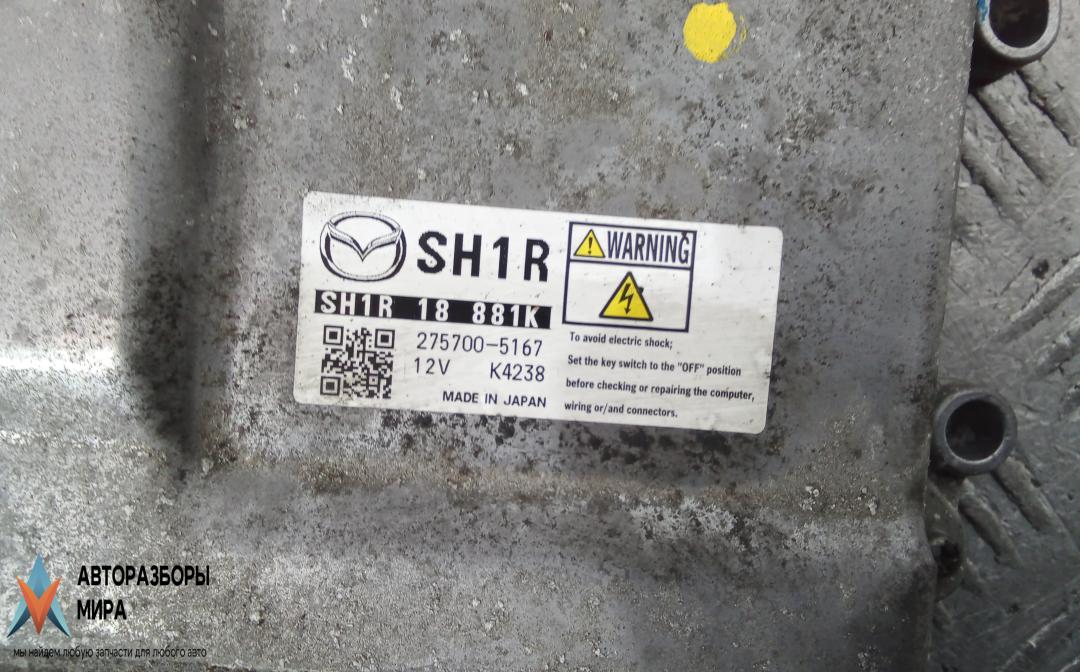 SH1R
SH1R 18 881K
275700-5167
12V K4238
MADE IN JAPAN
WARNING
To avoid electric shock;
Set the key switch to the "OFF" position
before checking or repairing the computer,
wiring or/and connectors.
АВТОРАЗБОРЫ
МИРА
мы найдем любую запчасти для любого авто